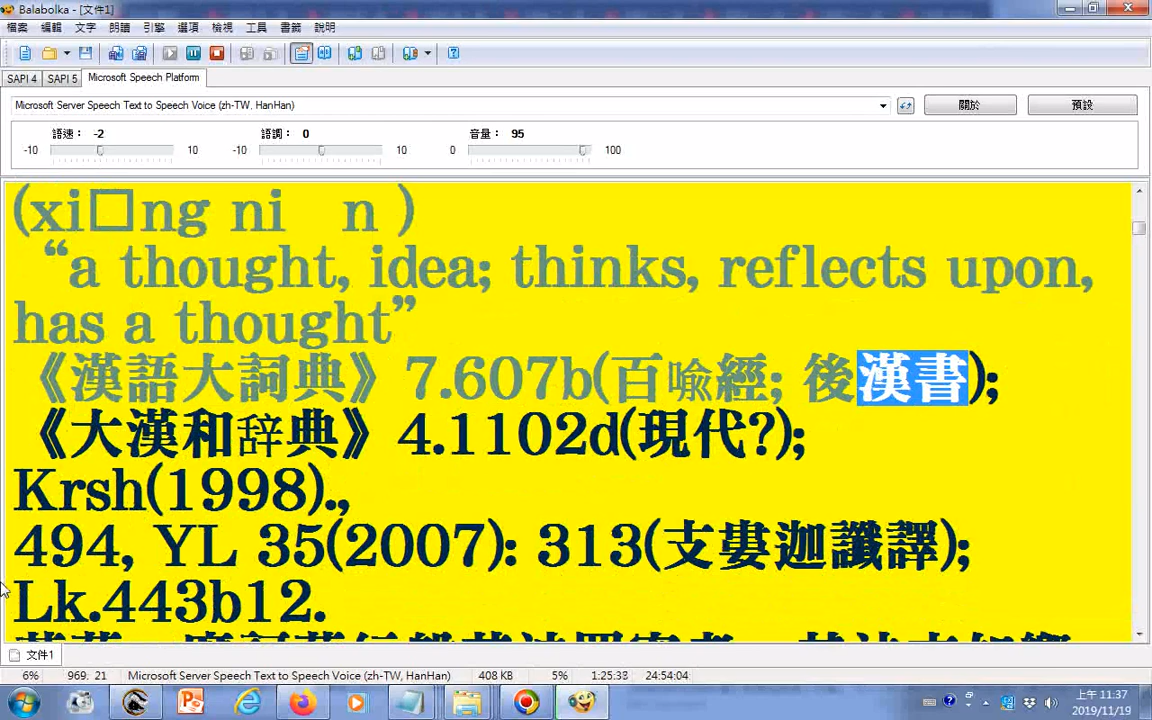 Balabolka - [文件1]
檔案 編輯 文字 朗讀 引擎 選項 檢視 工具 書籤 說明
SAPI 4 SAPI 5 Microsoft Speech Platform
Microsoft Server Speech Text to Speech Voice (zh-TW, HanHan) 關於 預設
語速： -2 語調： 0 音量： 95
-10 10 -10 10 0 100
(xi□ng ni n )
“a thought, idea; thinks, reflects upon,
has a thought”
《漢語大詞典》 7.607b(百喩經; 後漢書);
《大漢和辞典》 4.1102d(現代?);
Krsh(1998).,
494, YL 35(2007): 313(支婁迦讖譯);
Lk.443b12.
文件1
6% 969: 21 Microsoft Server Speech Text to Speech Voice (zh-TW, HanHan) 408 KB 5% 1:25:38 24:54:04
上午 11:37
2019/11/19